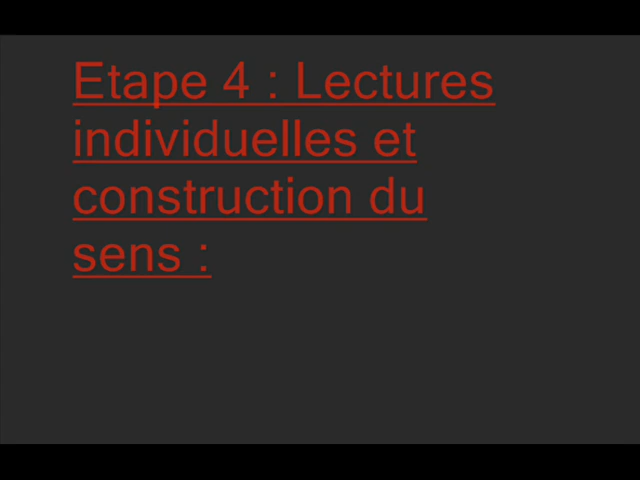 Etape 4 : Lectures
individuelles et
construction du
sens :